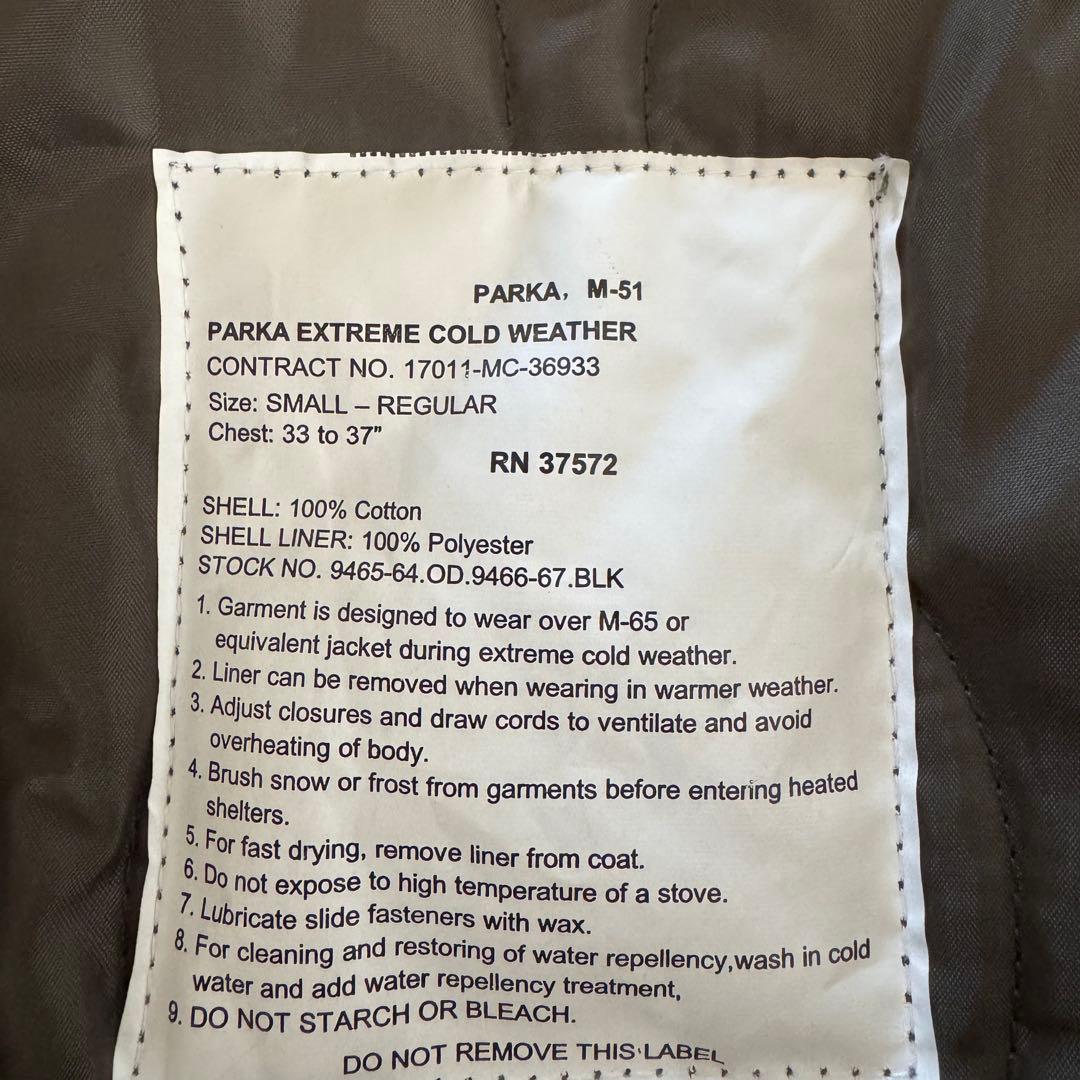 PARKA, M-51
PARKA EXTREME COLD WEATHER
CONTRACT NO. 17011-MC-36933
Size: SMALL – REGULAR
Chest: 33 to 37"
RN 37572
SHELL: 100% Cotton
SHELL LINER: 100% Polyester
STOCK NO. 9465-64.OD.9466-67.BLK
1. Garment is designed to wear over M-65 or
equivalent jacket during extreme cold weather.
2. Liner can be removed when wearing in warmer weather.
3. Adjust closures and draw cords to ventilate and avoid
overheating of body.
4. Brush snow or frost from garments before entering heated
shelters.
5. For fast drying, remove liner from coat.
6. Do not expose to high temperature of a stove.
7. Lubricate slide fasteners with wax.
8. For cleaning and restoring of water repellency,wash in cold
water and add water repellency treatment,
9. DO NOT STARCH OR BLEACH.
DO NOT REMOVE THIS LABEL